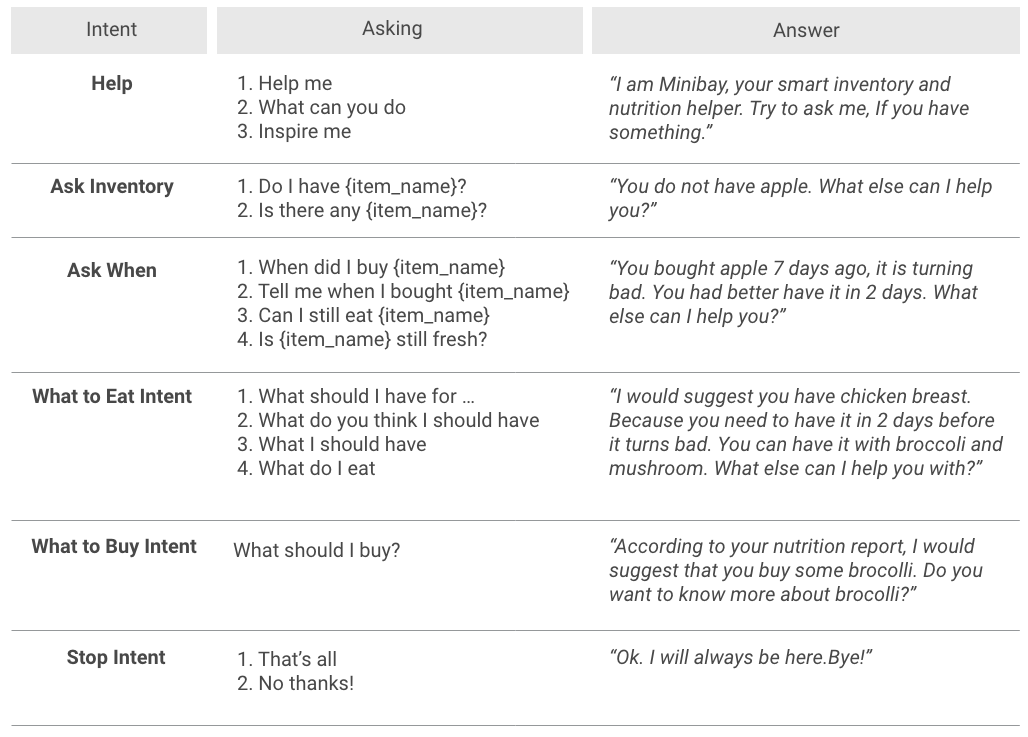 Intent
Asking
Answer
Help
1. Help me
2. What can you do
3. Inspire me
“I am Minibay, your smart inventory and
nutrition helper. Try to ask me, If you have
something.”
Ask Inventory
1. Do I have {item_name}?
2. Is there any {item_name}?
“You do not have apple. What else can I help
you?”
Ask When
1. When did I buy {item_name}
2. Tell me when I bought {item_name}
3. Can I still eat {item_name}
4. Is {item_name} still fresh?
“You bought apple 7 days ago, it is turning
bad. You had better have it in 2 days. What
else can I help you?”
What to Eat Intent
1. What should I have for …
2. What do you think I should have
3. What I should have
4. What do I eat
“I would suggest you have chicken breast.
Because you need to have it in 2 days before
it turns bad. You can have it with broccoli and
mushroom. What else can I help you with?”
What to Buy Intent
What should I buy?
“According to your nutrition report, I would
suggest that you buy some brocolli. Do you
want to know more about brocolli?”
Stop Intent
1. That’s all
2. No thanks!
“Ok. I will always be here.Bye!”